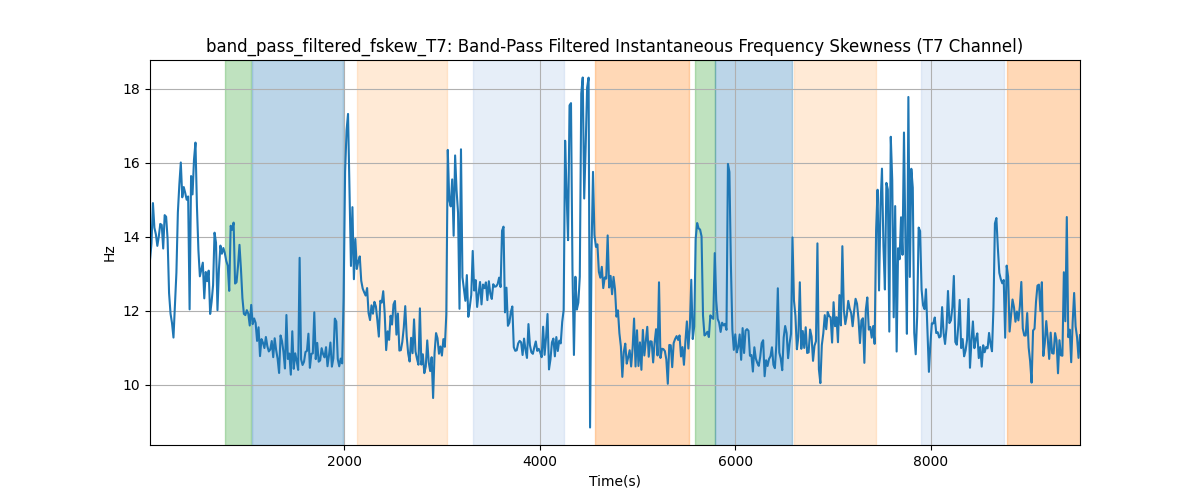 band_pass_filtered_fskew_T7: Band-Pass Filtered Instantaneous Frequency Skewness (T7 Channel)
18
16
14
12
10
Hz
2000 4000 6000 8000
Time(s)